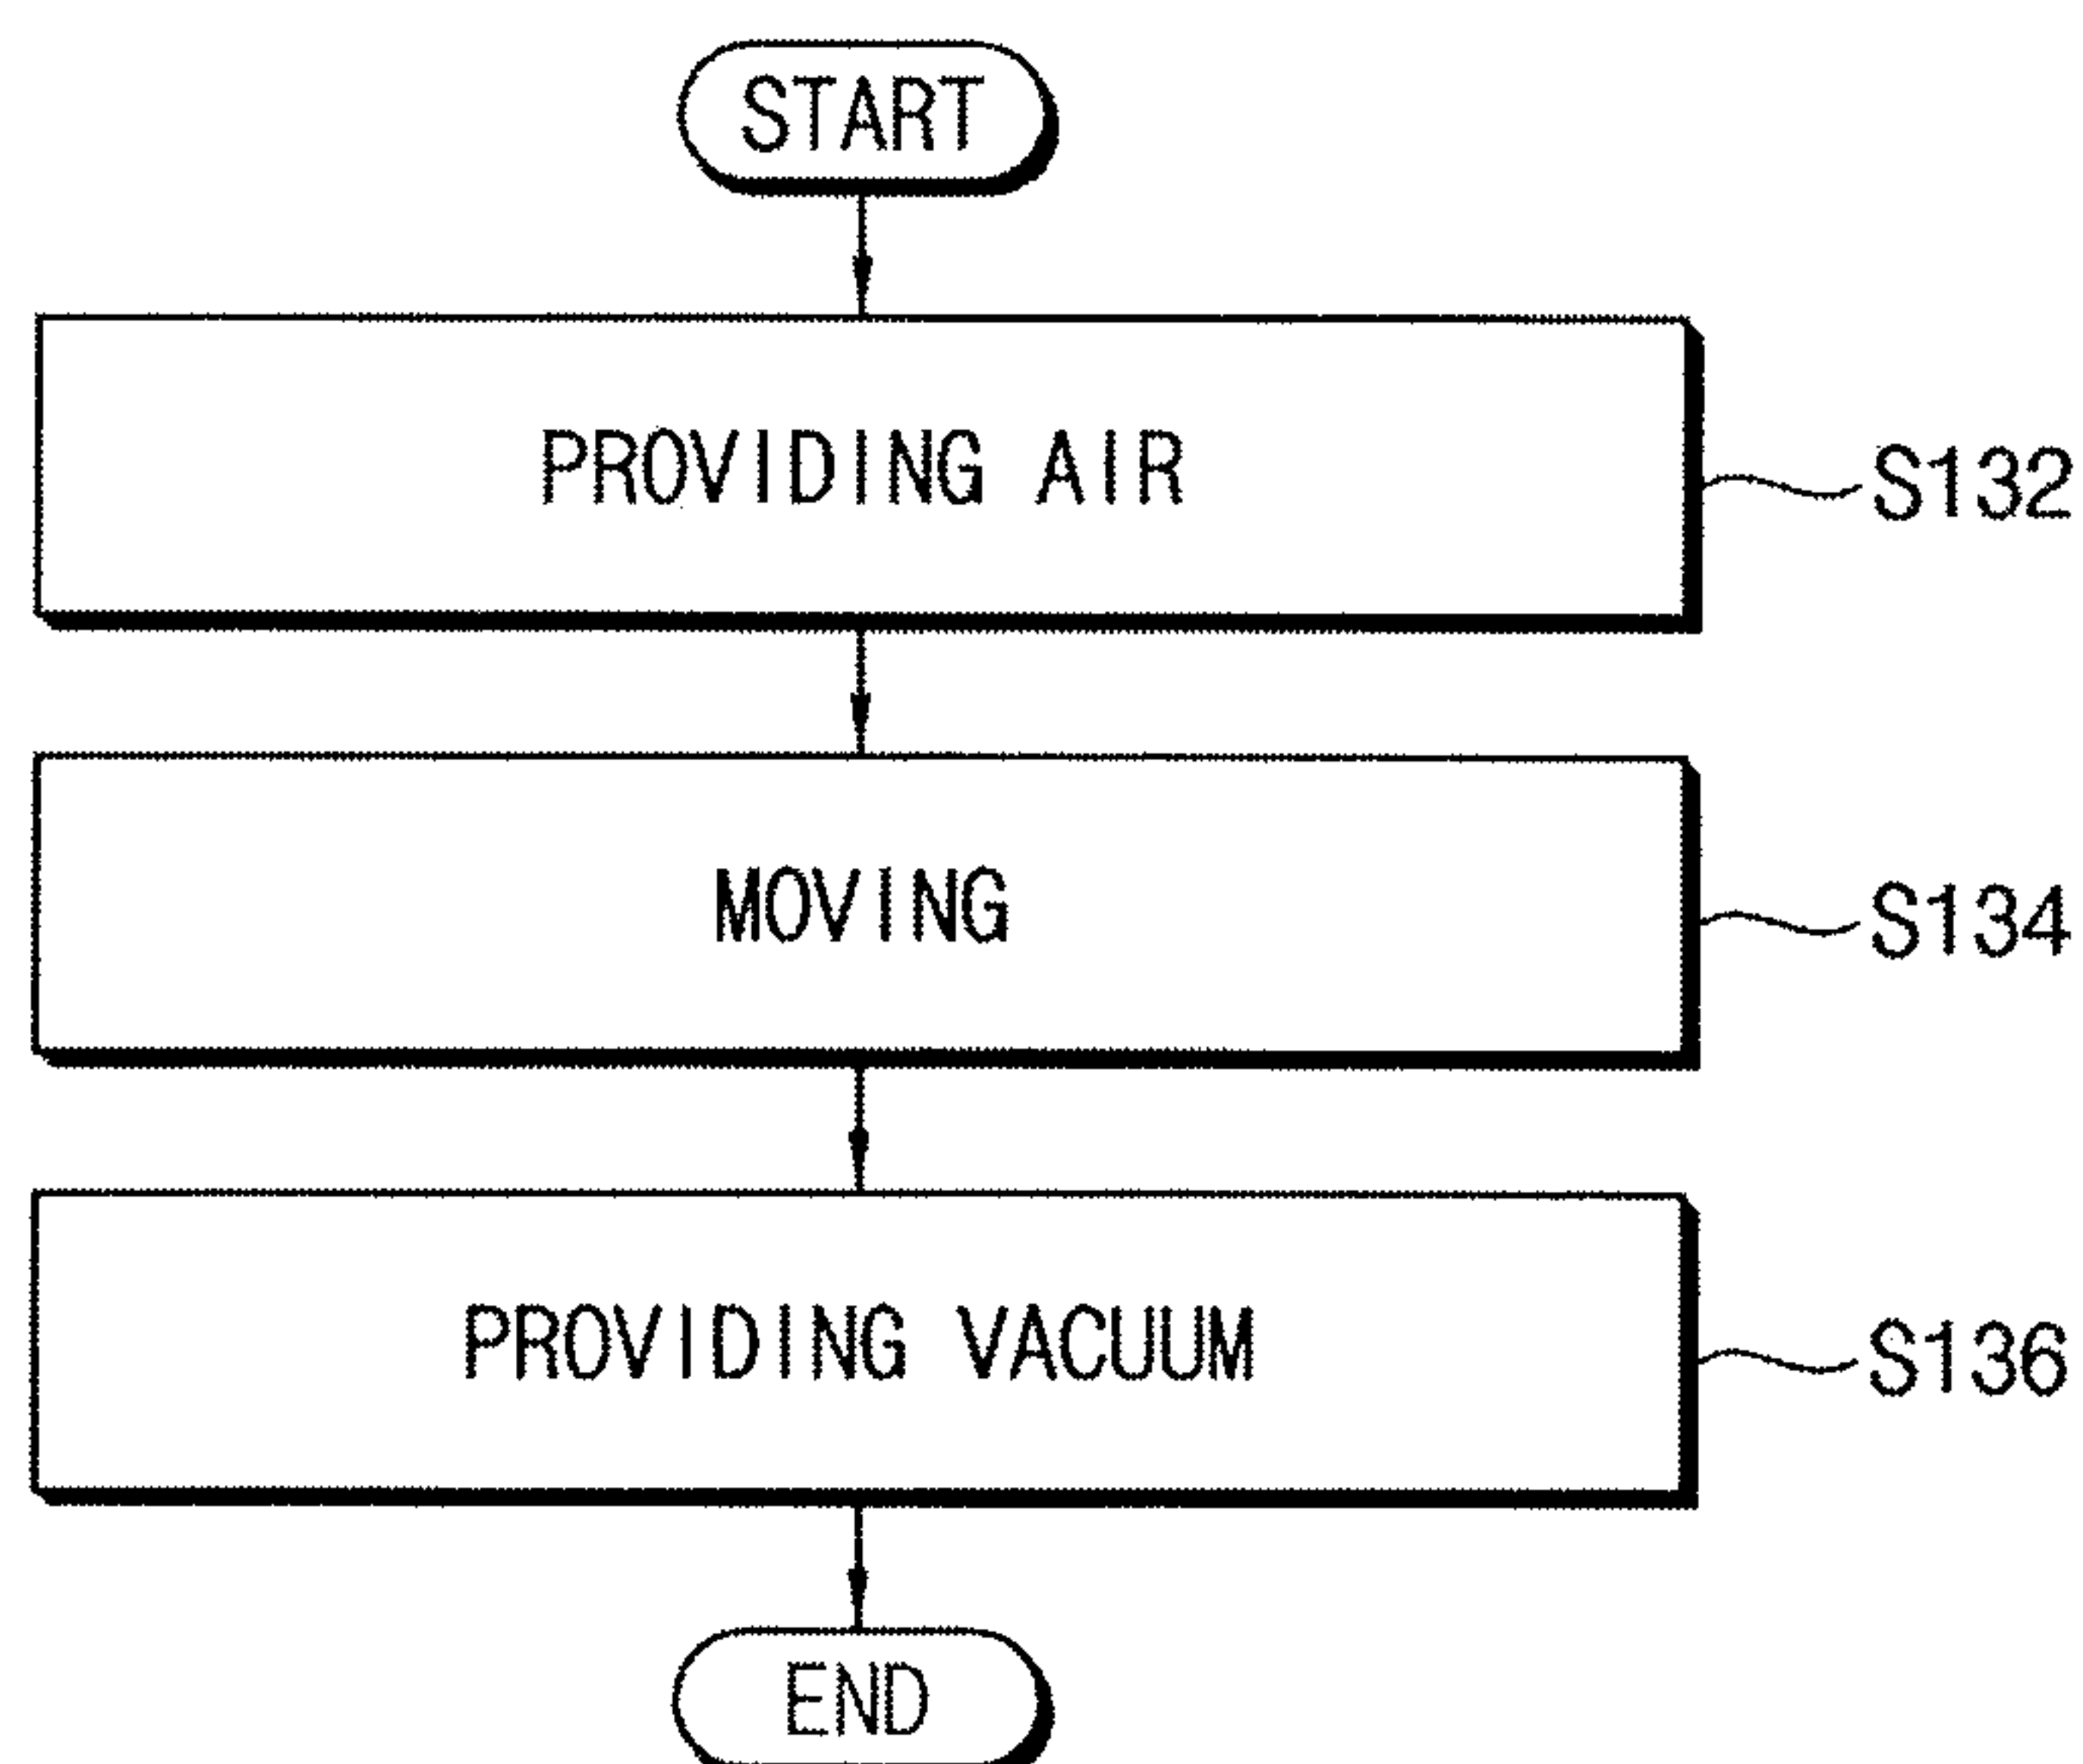 START
PROVIDING AIR
S132
MOVING
S134
PROVIDING VACUUM
S136
END